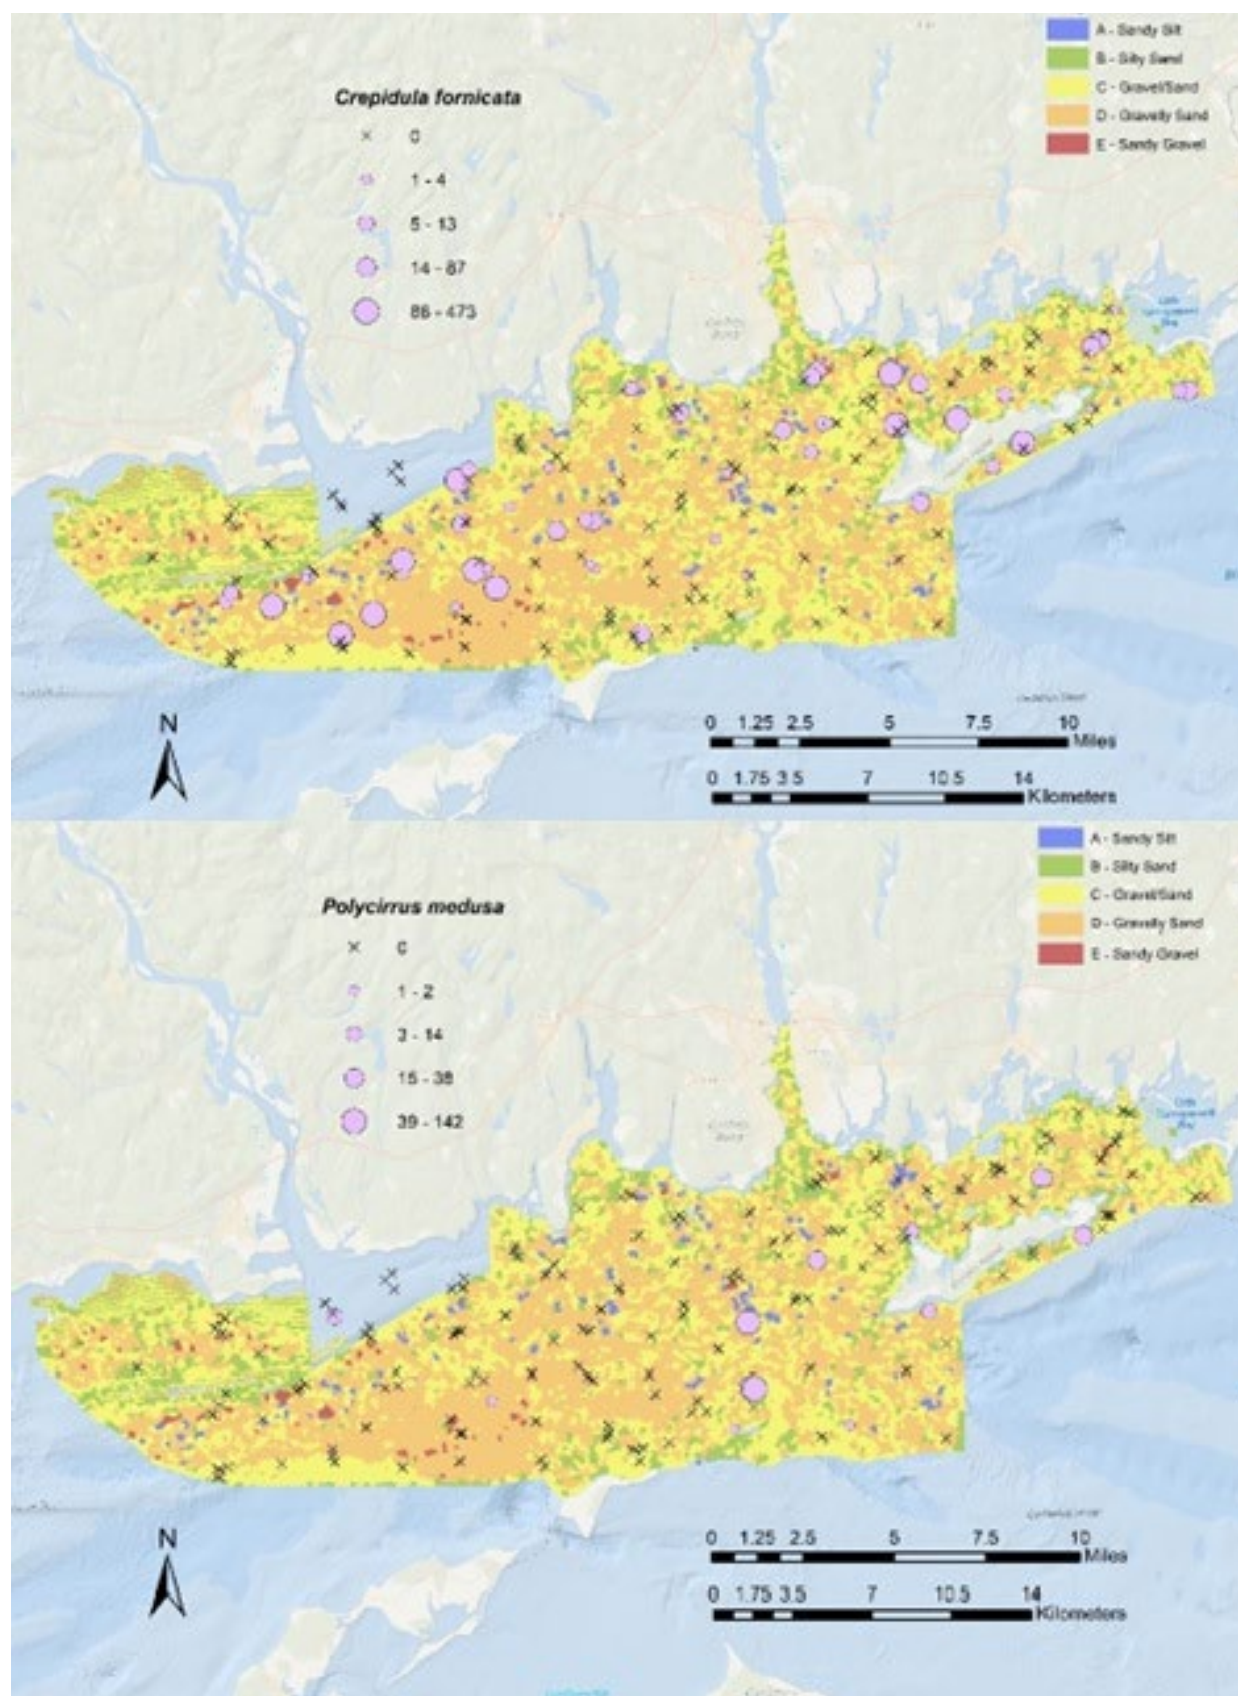 A - Sandy Silt
B - Silty Sand
C - Gravel/Sand
D - Gravelly Sand
E - Sandy Gravel
Crepidula fornicata
0
1 - 4
5 - 13
14 - 87
88 - 473
N
0 1.25 2.5 5 7.5 10
Miles
0 1.75 3.5 7 10.5 14
Kilometers
A - Sandy Silt
B - Silty Sand
C - Gravel/Sand
D - Gravelly Sand
E - Sandy Gravel
Polycirrus medusa
0
1 - 2
3 - 14
15 - 38
39 - 142
N
0 1.25 2.5 5 7.5 10
Miles
0 1.75 3.5 7 10.5 14
Kilometers